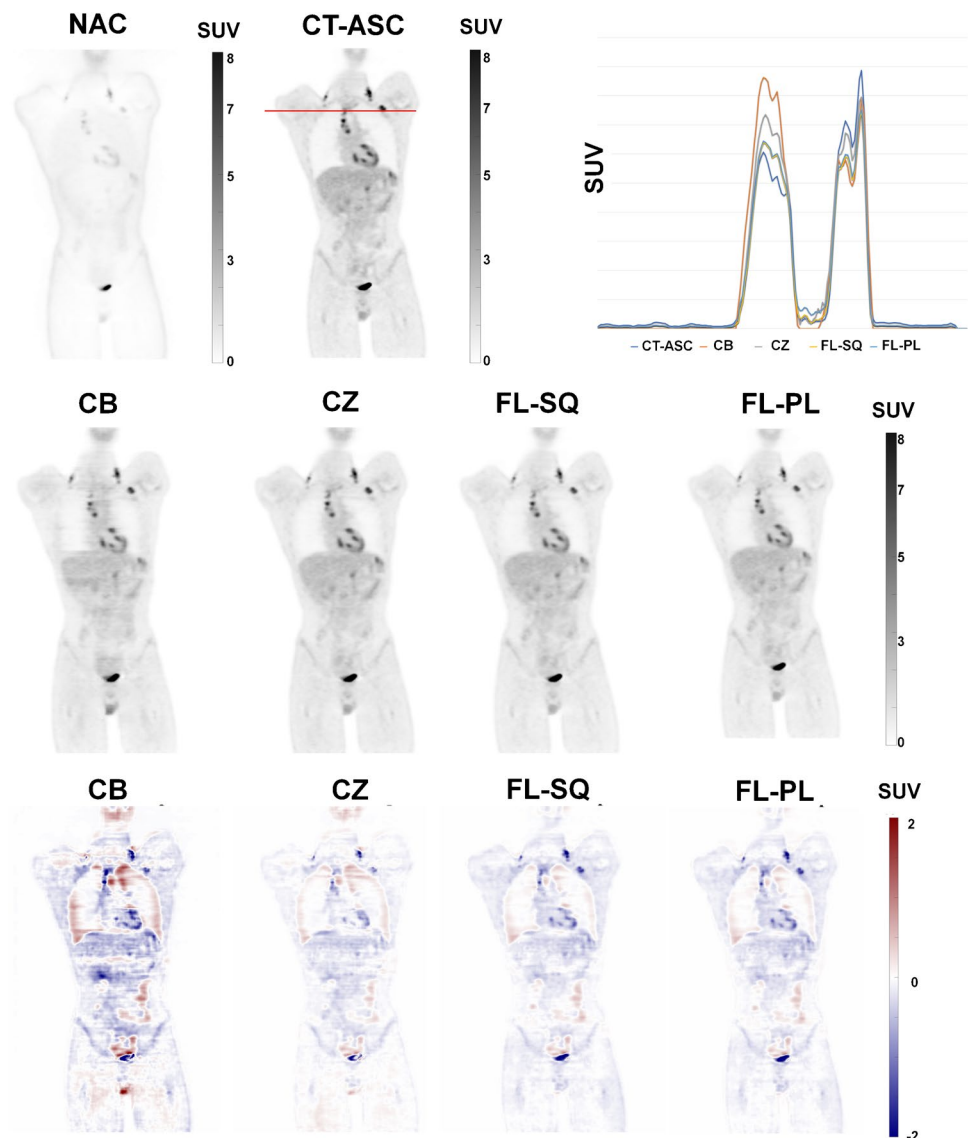 NAC
SUV
CT-ASC
SUV
8
7
5
3
0
8
7
5
3
0
SUV
CT-ASC CB CZ FL-SQ FL-PL
CB
CZ
FL-SQ
FL-PL
SUV
8
7
5
3
0
CB
CZ
FL-SQ
FL-PL
SUV
2
0
-2